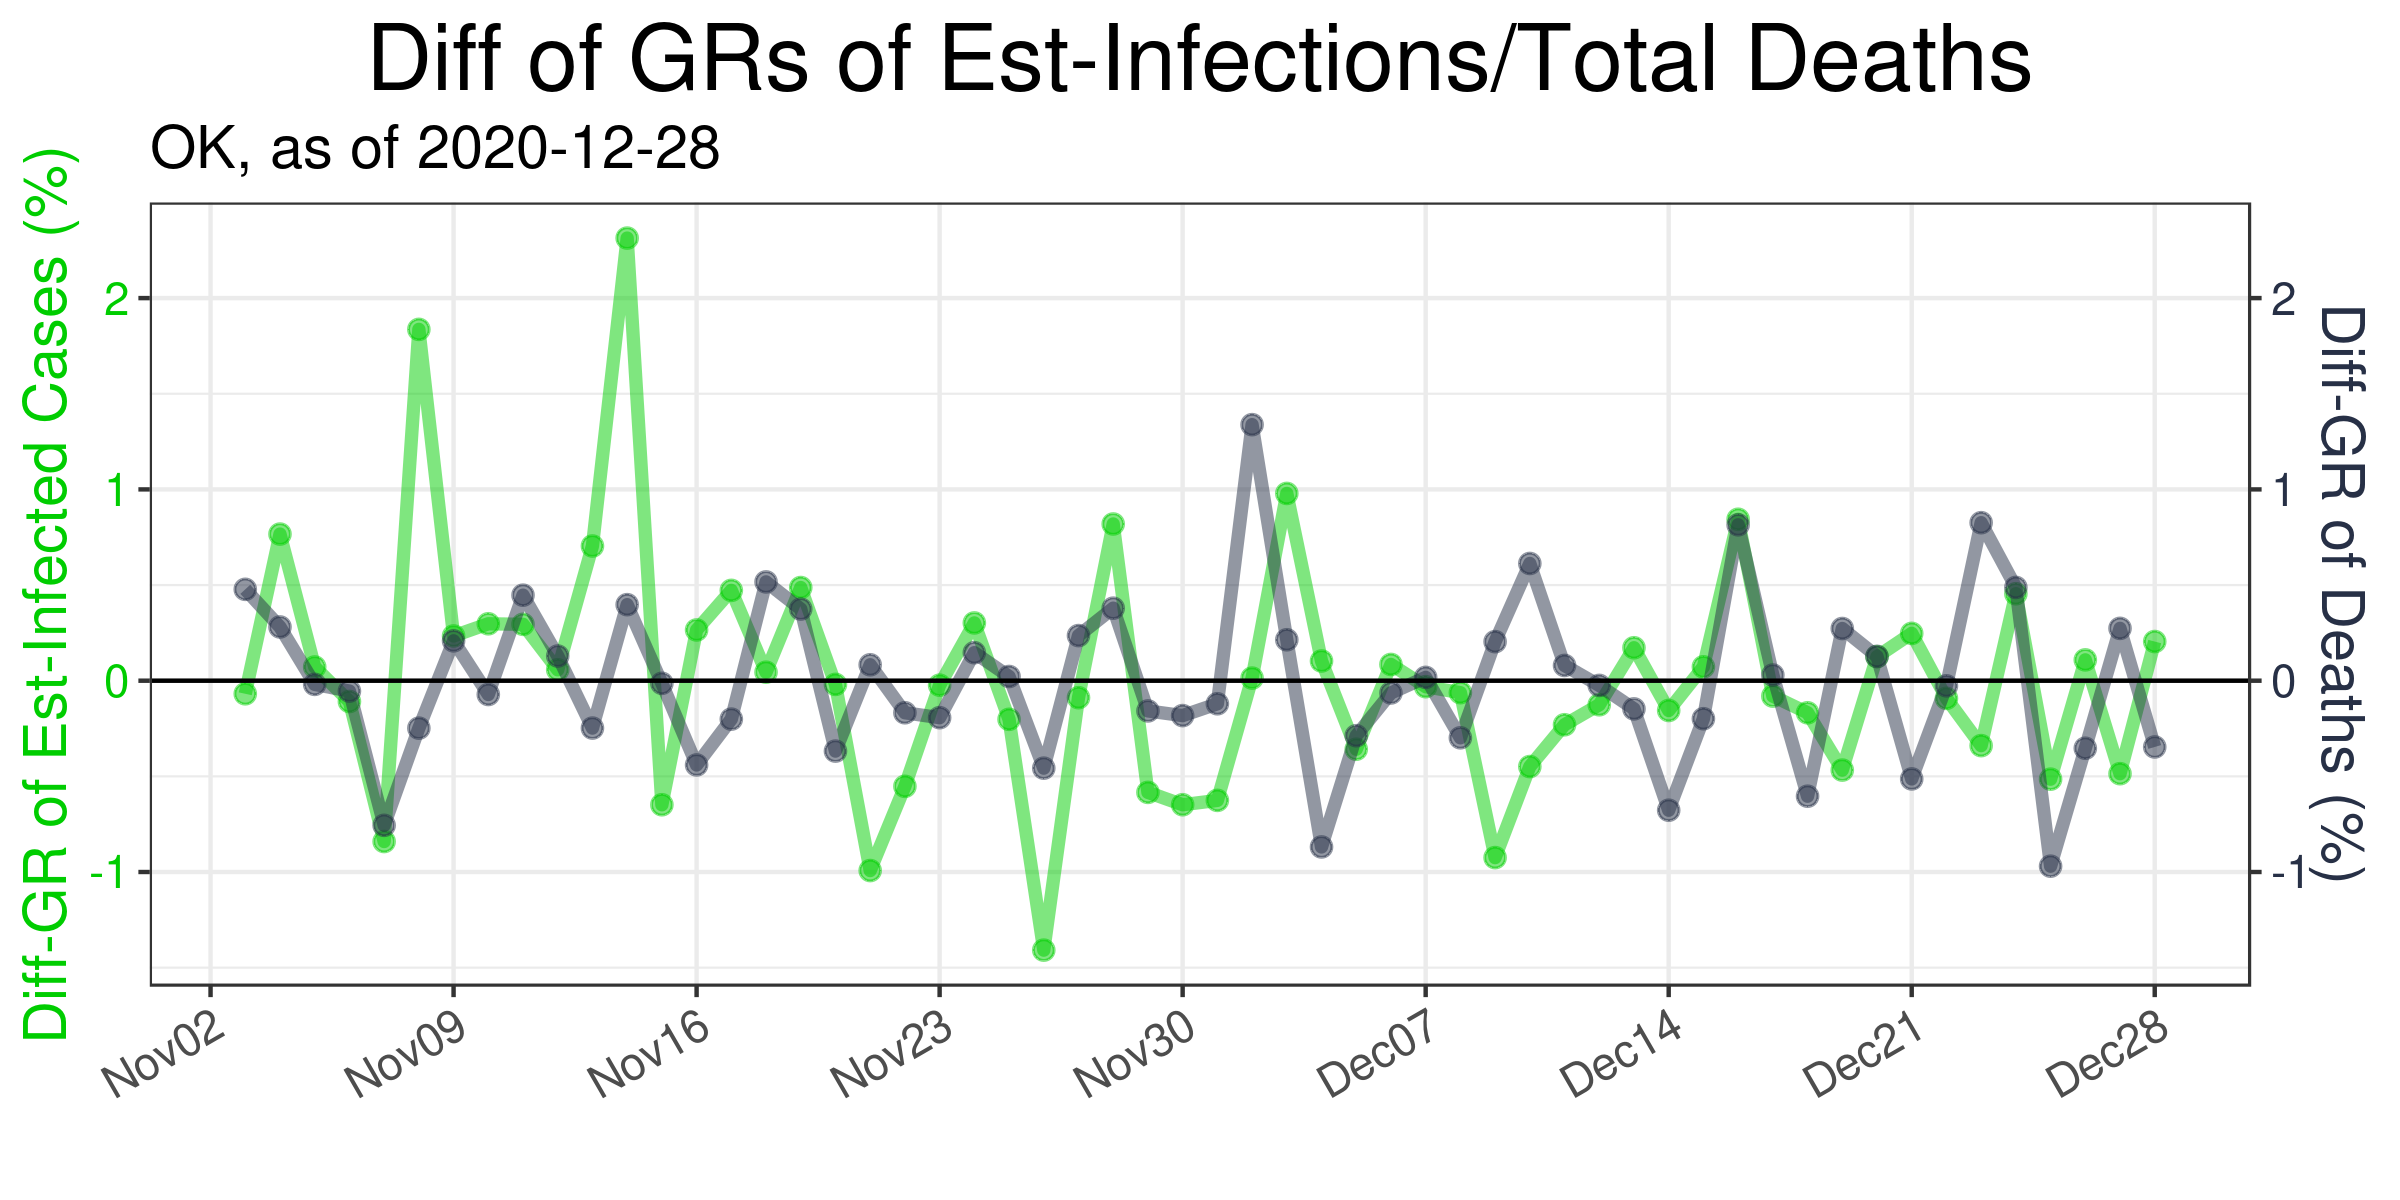 Diff of GRs of Est-Infections/Total Deaths
OK, as of 2020-12-28
Diff-GR of Est-Infected Cases (%)
2
1
0
-1
2
1
0
-1
Diff-GR of Deaths (%)
Nov02
Nov09
Nov16
Nov23
Nov30
Dec07
Dec14
Dec21
Dec28